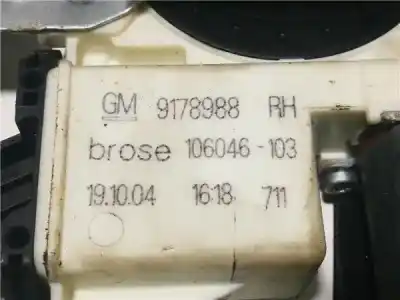 GM 9178988 RH
brose 106046-103
19.10.04 16:18 711